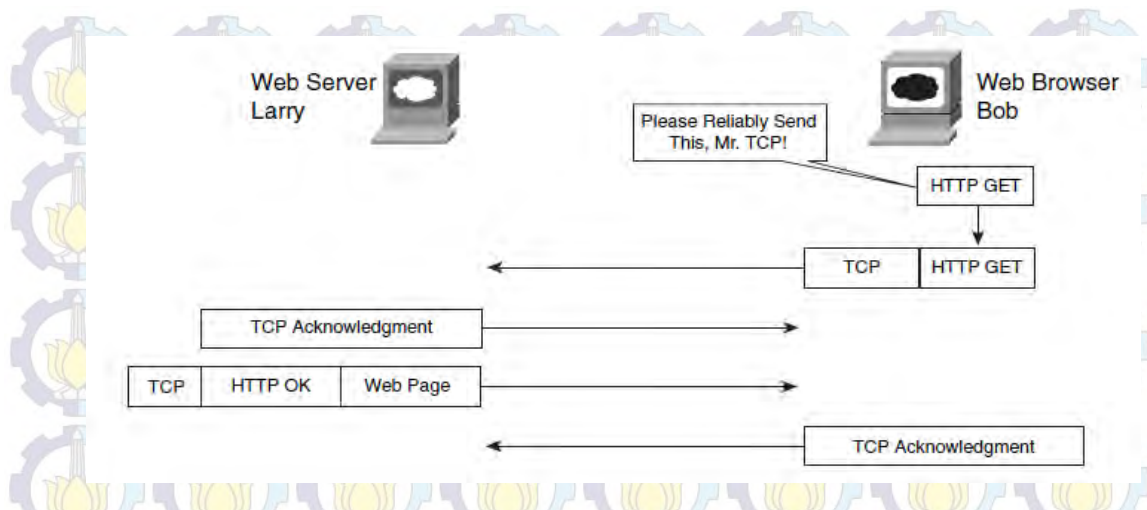 Web Server
Larry
Web Browser
Bob
Please Reliably Send
This, Mr. TCP!
HTTP GET
TCP HTTP GET
TCP Acknowledgment
TCP HTTP OK Web Page
TCP Acknowledgment